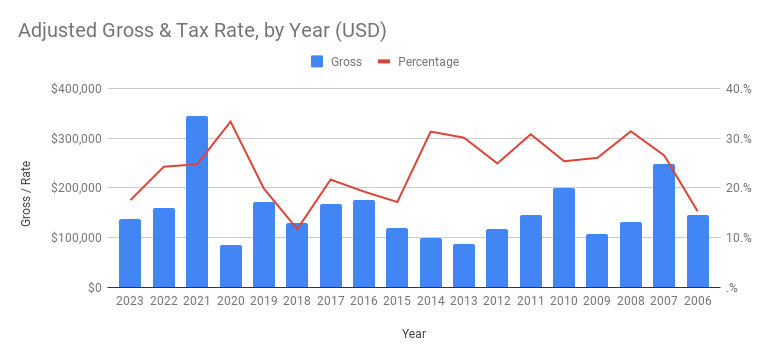 Adjusted Gross & Tax Rate, by Year (USD)
Gross Percentage
$400,000 40.%
$300,000 30.%
$200,000 20.%
$100,000 10.%
$0 .%
Gross / Rate
2023 2022 2021 2020 2019 2018 2017 2016 2015 2014 2013 2012 2011 2010 2009 2008 2007 2006
Year